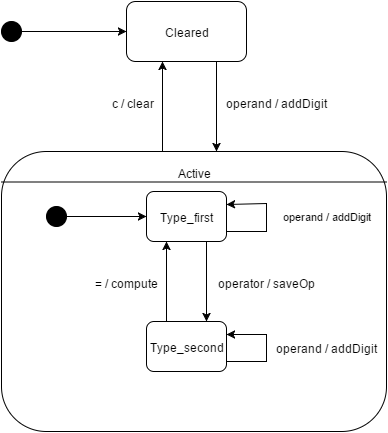 Cleared
c / clear
operand / addDigit
Active
Type_first
operand / addDigit
= / compute
operator / saveOp
Type_second
operand / addDigit